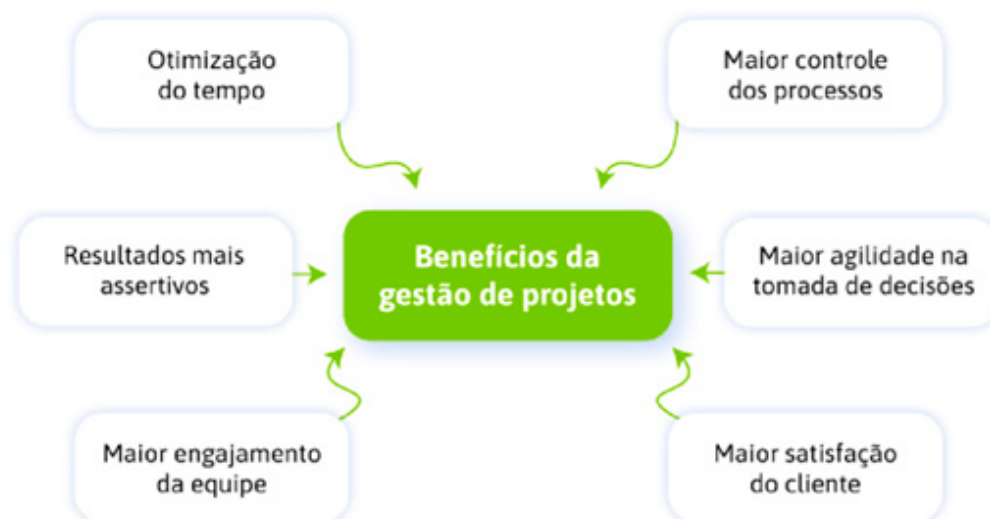 Otimização
do tempo
Maior controle
dos processos
Resultados mais
assertivos
Benefícios da
gestão de projetos
Maior agilidade na
tomada de decisões
Maior engajamento
da equipe
Maior satisfação
do cliente